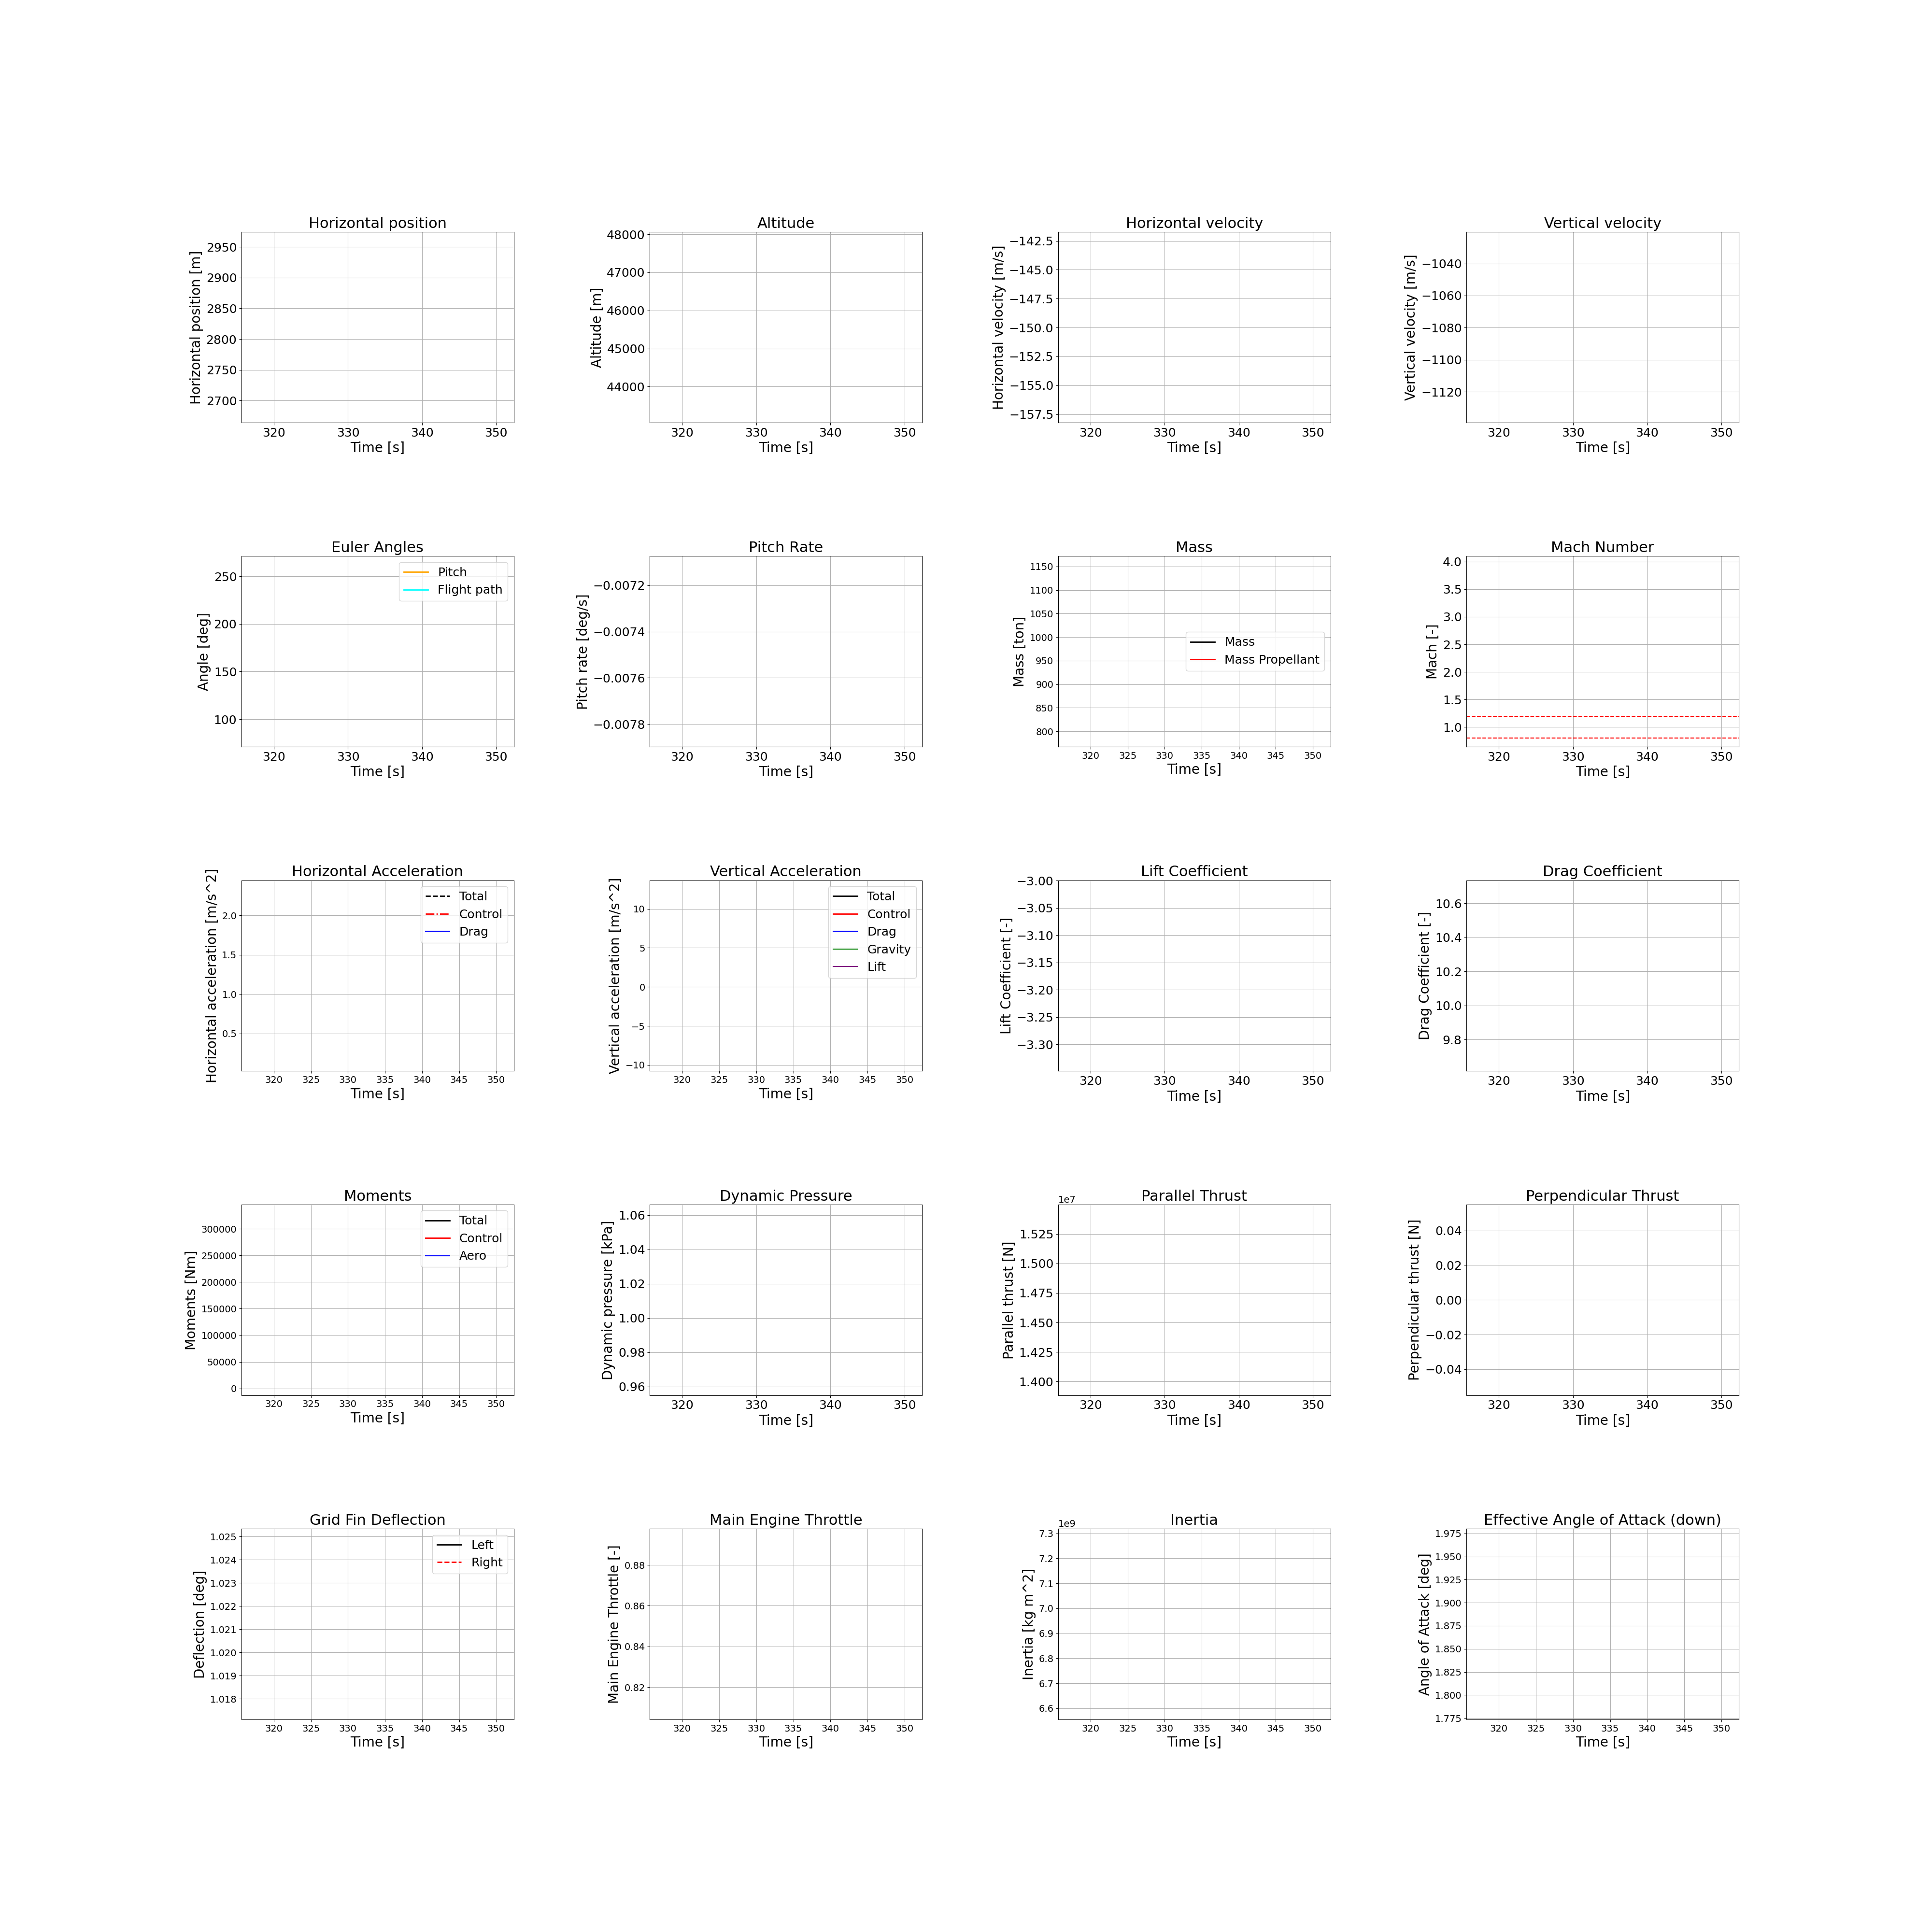 Horizontal position
Horizontal position [m]
2950
2900
2850
2800
2750
2700
320 330 340 350
Time [s]
Altitude
Altitude [m]
48000
47000
46000
45000
44000
320 330 340 350
Time [s]
Horizontal velocity
Horizontal velocity [m/s]
−142.5
−145.0
−147.5
−150.0
−152.5
−155.0
−157.5
320 330 340 350
Time [s]
Vertical velocity
Vertical velocity [m/s]
−1040
−1060
−1080
−1100
−1120
320 330 340 350
Time [s]
Euler Angles
Angle [deg]
250
200
150
100
Pitch
Flight path
320 330 340 350
Time [s]
Pitch Rate
Pitch rate [deg/s]
−0.0072
−0.0074
−0.0076
−0.0078
320 330 340 350
Time [s]
Mass
Mass [ton]
1150
1100
1050
1000
950
900
850
800
Mass
Mass Propellant
320 325 330 335 340 345 350
Time [s]
Mach Number
Mach [-]
4.0
3.5
3.0
2.5
2.0
1.5
1.0
320 330 340 350
Time [s]
Horizontal Acceleration
Horizontal acceleration [m/s^2]
2.0
1.5
1.0
0.5
Total
Control
Drag
320 325 330 335 340 345 350
Time [s]
Vertical Acceleration
Vertical acceleration [m/s^2]
10
5
0
−5
−10
Total
Control
Drag
Gravity
Lift
320 325 330 335 340 345 350
Time [s]
Lift Coefficient
Lift Coefficient [-]
−3.00
−3.05
−3.10
−3.15
−3.20
−3.25
−3.30
320 330 340 350
Time [s]
Drag Coefficient
Drag Coefficient [-]
10.6
10.4
10.2
10.0
9.8
320 330 340 350
Time [s]
Moments
Moments [Nm]
300000
250000
200000
150000
100000
50000
0
Total
Control
Aero
320 325 330 335 340 345 350
Time [s]
Dynamic Pressure
Dynamic pressure [kPa]
1.06
1.04
1.02
1.00
0.98
0.96
320 330 340 350
Time [s]
Parallel Thrust
1e7
Parallel thrust [N]
1.525
1.500
1.475
1.450
1.425
1.400
320 330 340 350
Time [s]
Perpendicular Thrust
Perpendicular thrust [N]
0.04
0.02
0.00
−0.02
−0.04
320 330 340 350
Time [s]
Grid Fin Deflection
Deflection [deg]
1.025
1.024
1.023
1.022
1.021
1.020
1.019
1.018
Left
Right
320 325 330 335 340 345 350
Time [s]
Main Engine Throttle
Main Engine Throttle [-]
0.88
0.86
0.84
0.82
320 325 330 335 340 345 350
Time [s]
Inertia
1e9
Inertia [kg m^2]
7.3
7.2
7.1
7.0
6.9
6.8
6.7
6.6
320 325 330 335 340 345 350
Time [s]
Effective Angle of Attack (down)
Angle of Attack [deg]
1.975
1.950
1.925
1.900
1.875
1.850
1.825
1.800
1.775
320 325 330 335 340 345 350
Time [s]